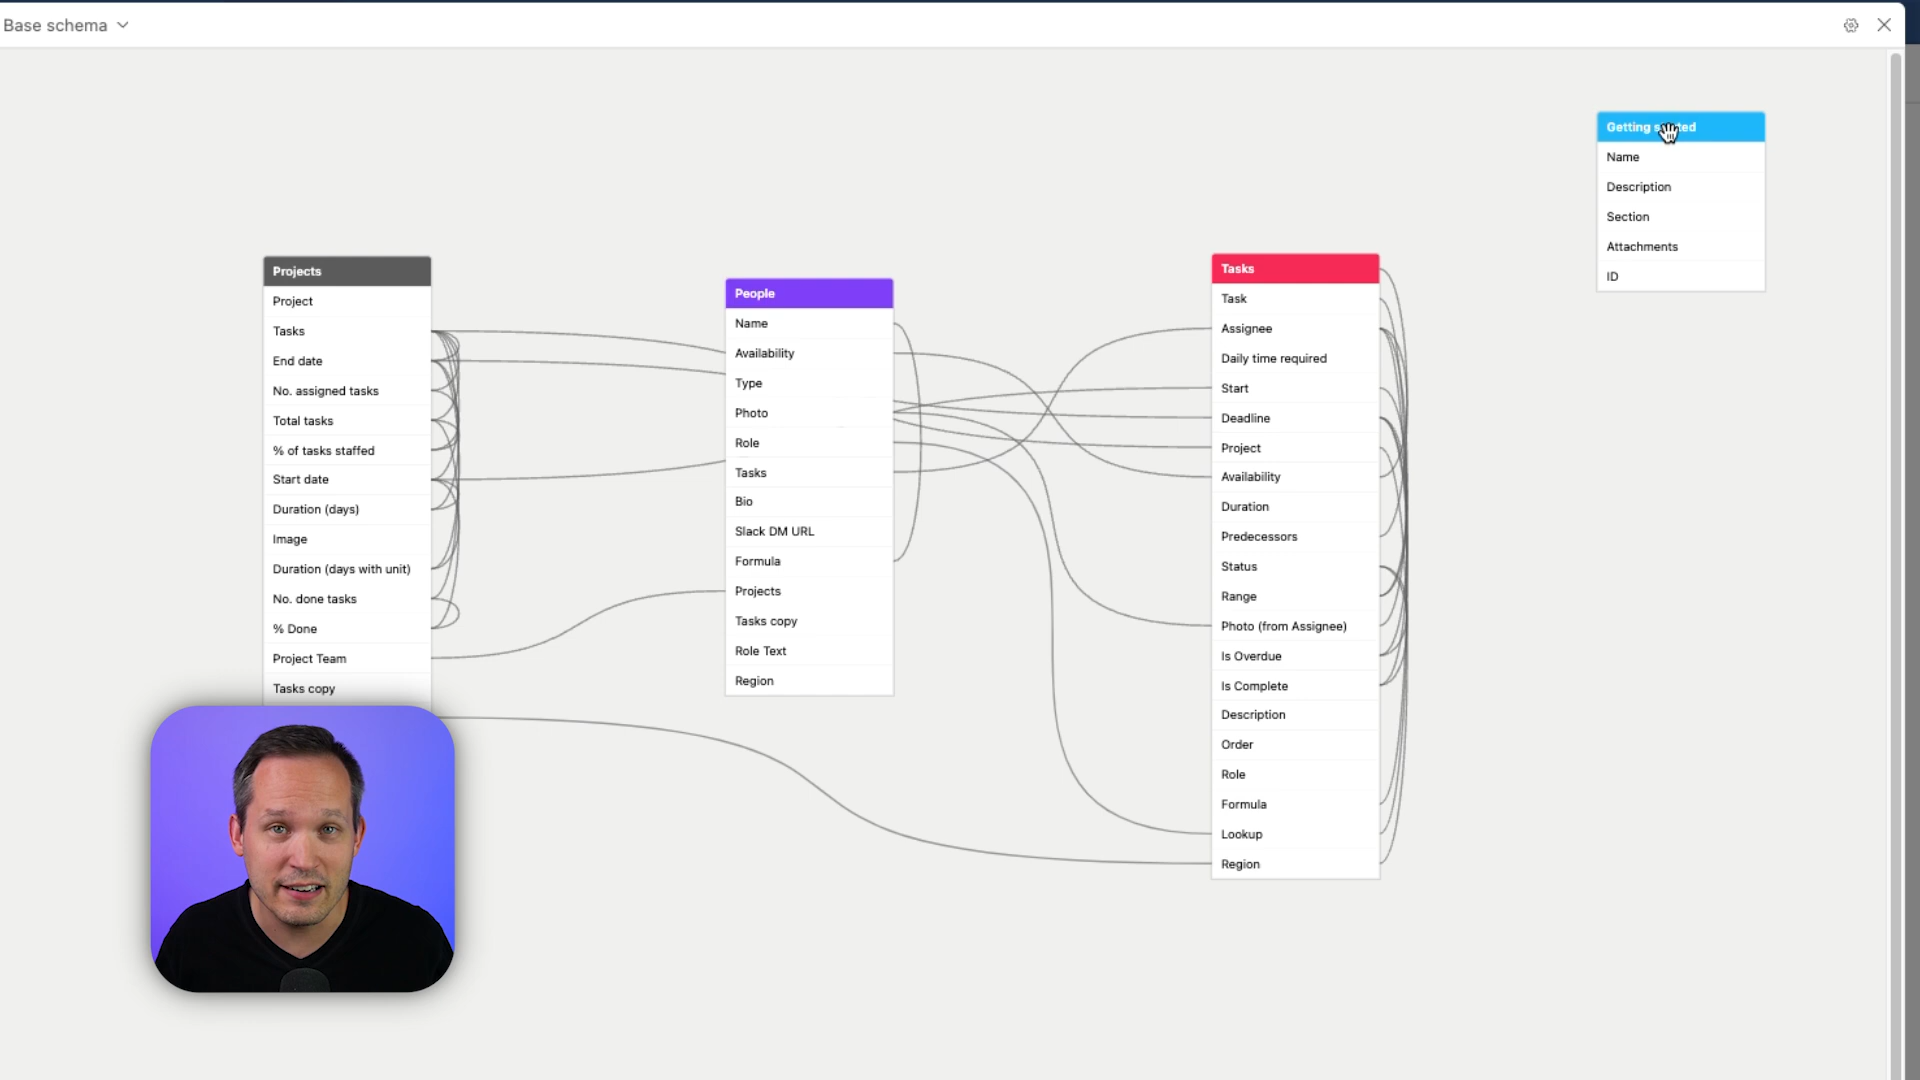 Base schema
Getting started
Name
Description
Section
Attachments
ID
Projects
Project
Tasks
End date
No. assigned tasks
Total tasks
% of tasks staffed
Start date
Duration (days)
Image
Duration (days with unit)
No. done tasks
% Done
Project Team
Tasks copy
People
Name
Availability
Type
Photo
Role
Tasks
Bio
Slack DM URL
Formula
Projects
Tasks copy
Role Text
Region
Tasks
Task
Assignee
Daily time required
Start
Deadline
Project
Availability
Duration
Predecessors
Status
Range
Photo (from Assignee)
Is Overdue
Is Complete
Description
Order
Role
Formula
Lookup
Region